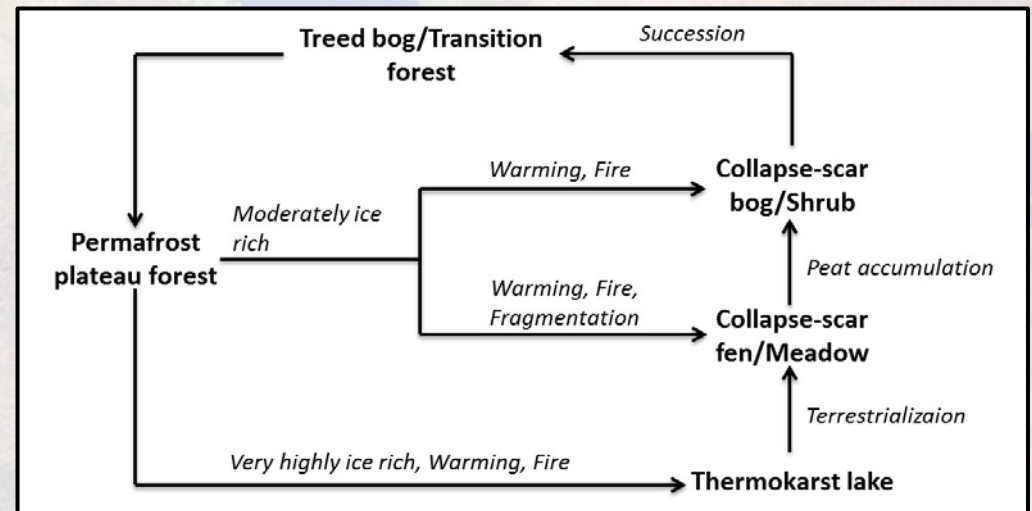 Treed bog/Transition
forest
Succession
Warming, Fire
Collapse-scar
bog/Shrub
Moderately ice
rich
Permafrost
plateau forest
Peat accumulation
Warming, Fire,
Fragmentation
Collapse-scar
fen/Meadow
Terrestrializaion
Very highly ice rich, Warming, Fire
Thermokarst lake